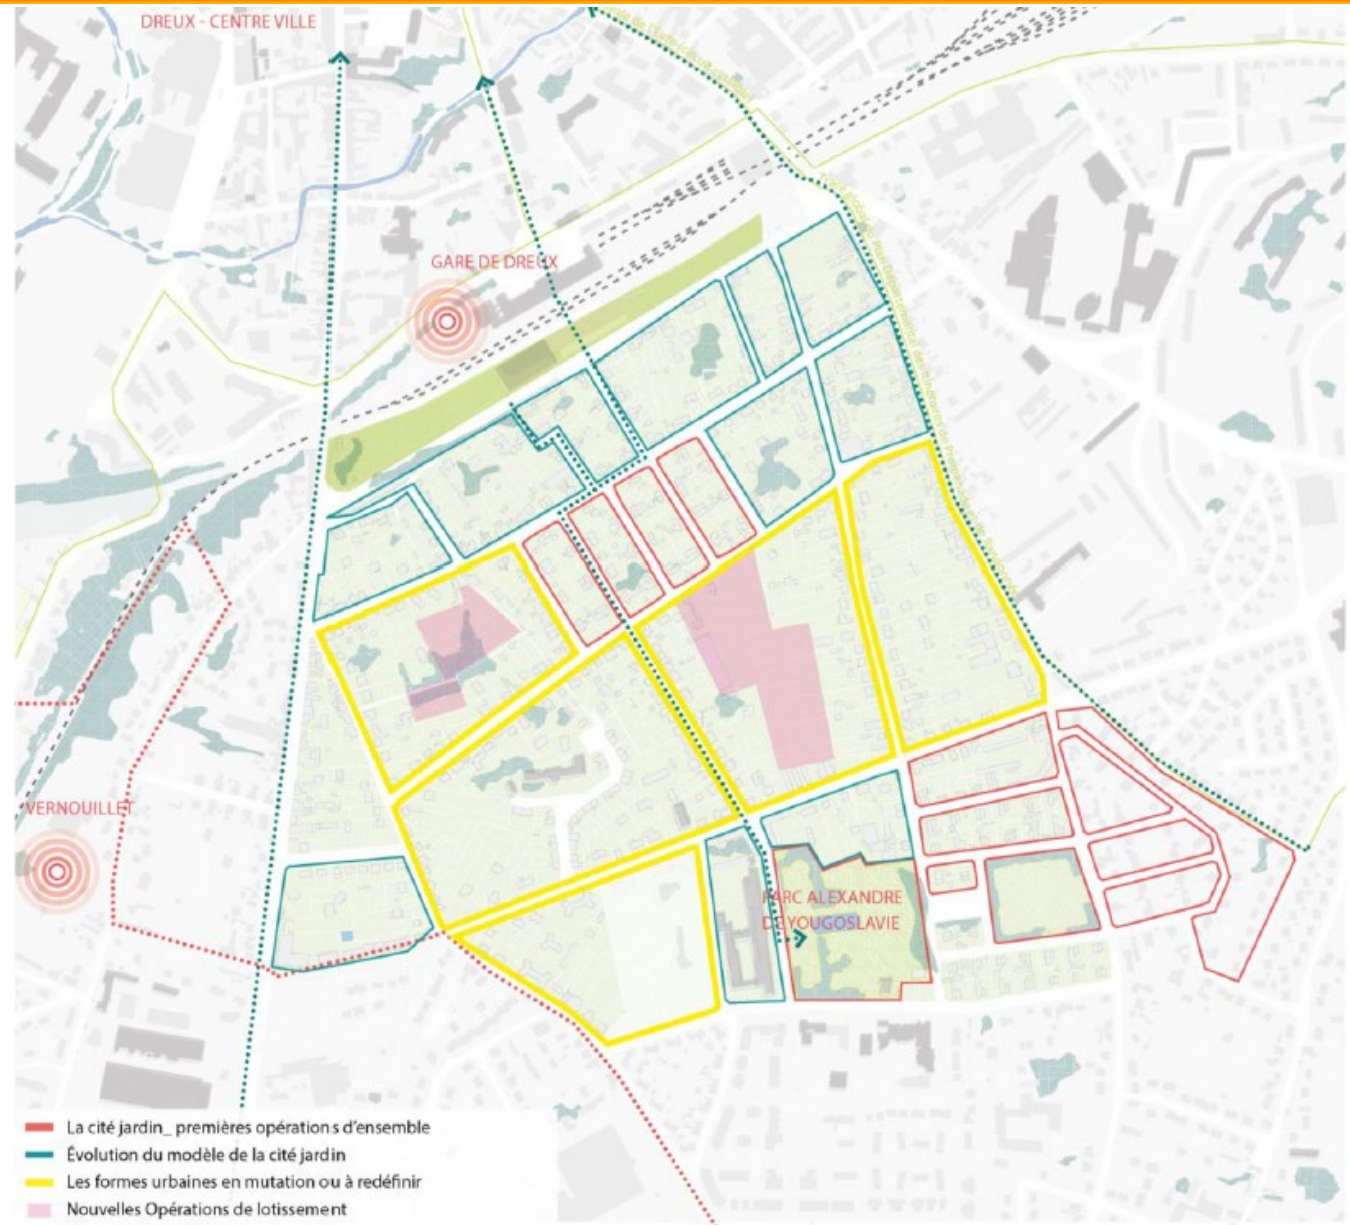 DREUX - CENTRE VILLE
GARE DE DREUX
VERNOUILLET
PARC ALEXANDRE
DE YOUGOSLAVIE
La cité jardin_ premières opérations d'ensemble
Évolution du modèle de la cité jardin
Les formes urbaines en mutation ou à redéfinir
Nouvelles Opérations de lotissement